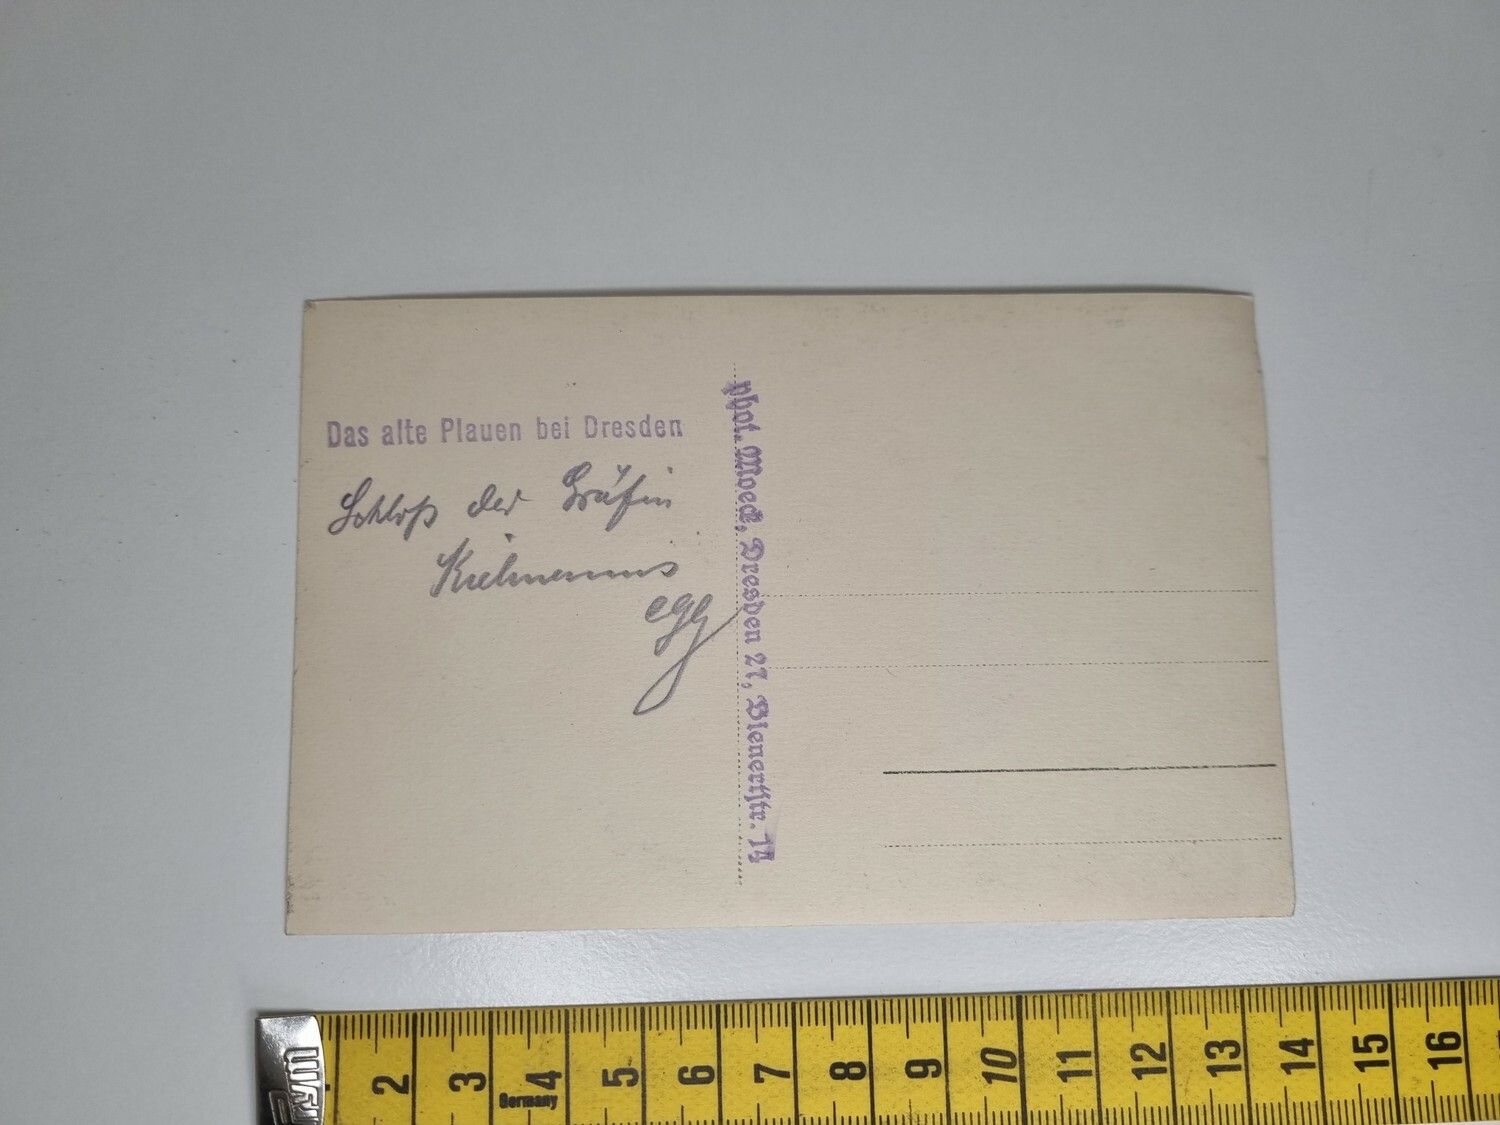 Das alte Plauen bei Dresden
Schloß der Gräfin
Kielmanns
egg
phot. Moeck, Dresden 27, Bienertstr. 14
2 3 4 5 6 7 8 9 10 11 12 13 14 15 16
Germany